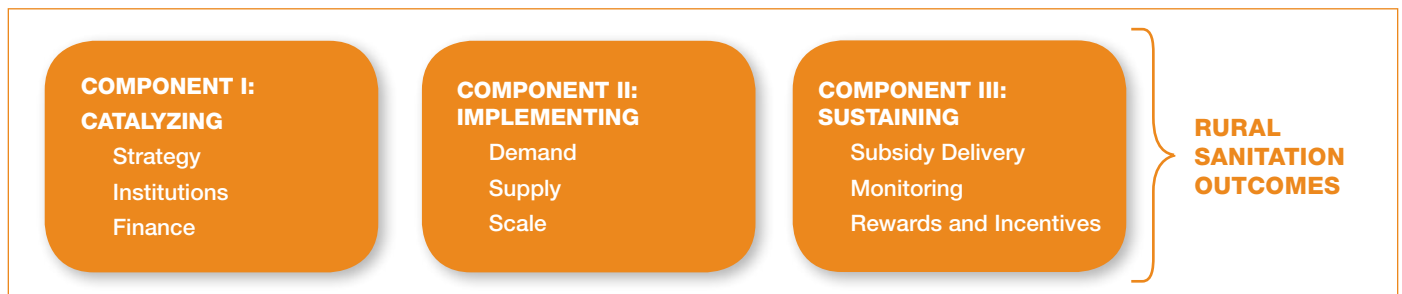 COMPONENT I:
CATALYZING
Strategy
Institutions
Finance
COMPONENT II:
IMPLEMENTING
Demand
Supply
Scale
COMPONENT III:
SUSTAINING
Subsidy Delivery
Monitoring
Rewards and Incentives
RURAL
SANITATION
OUTCOMES